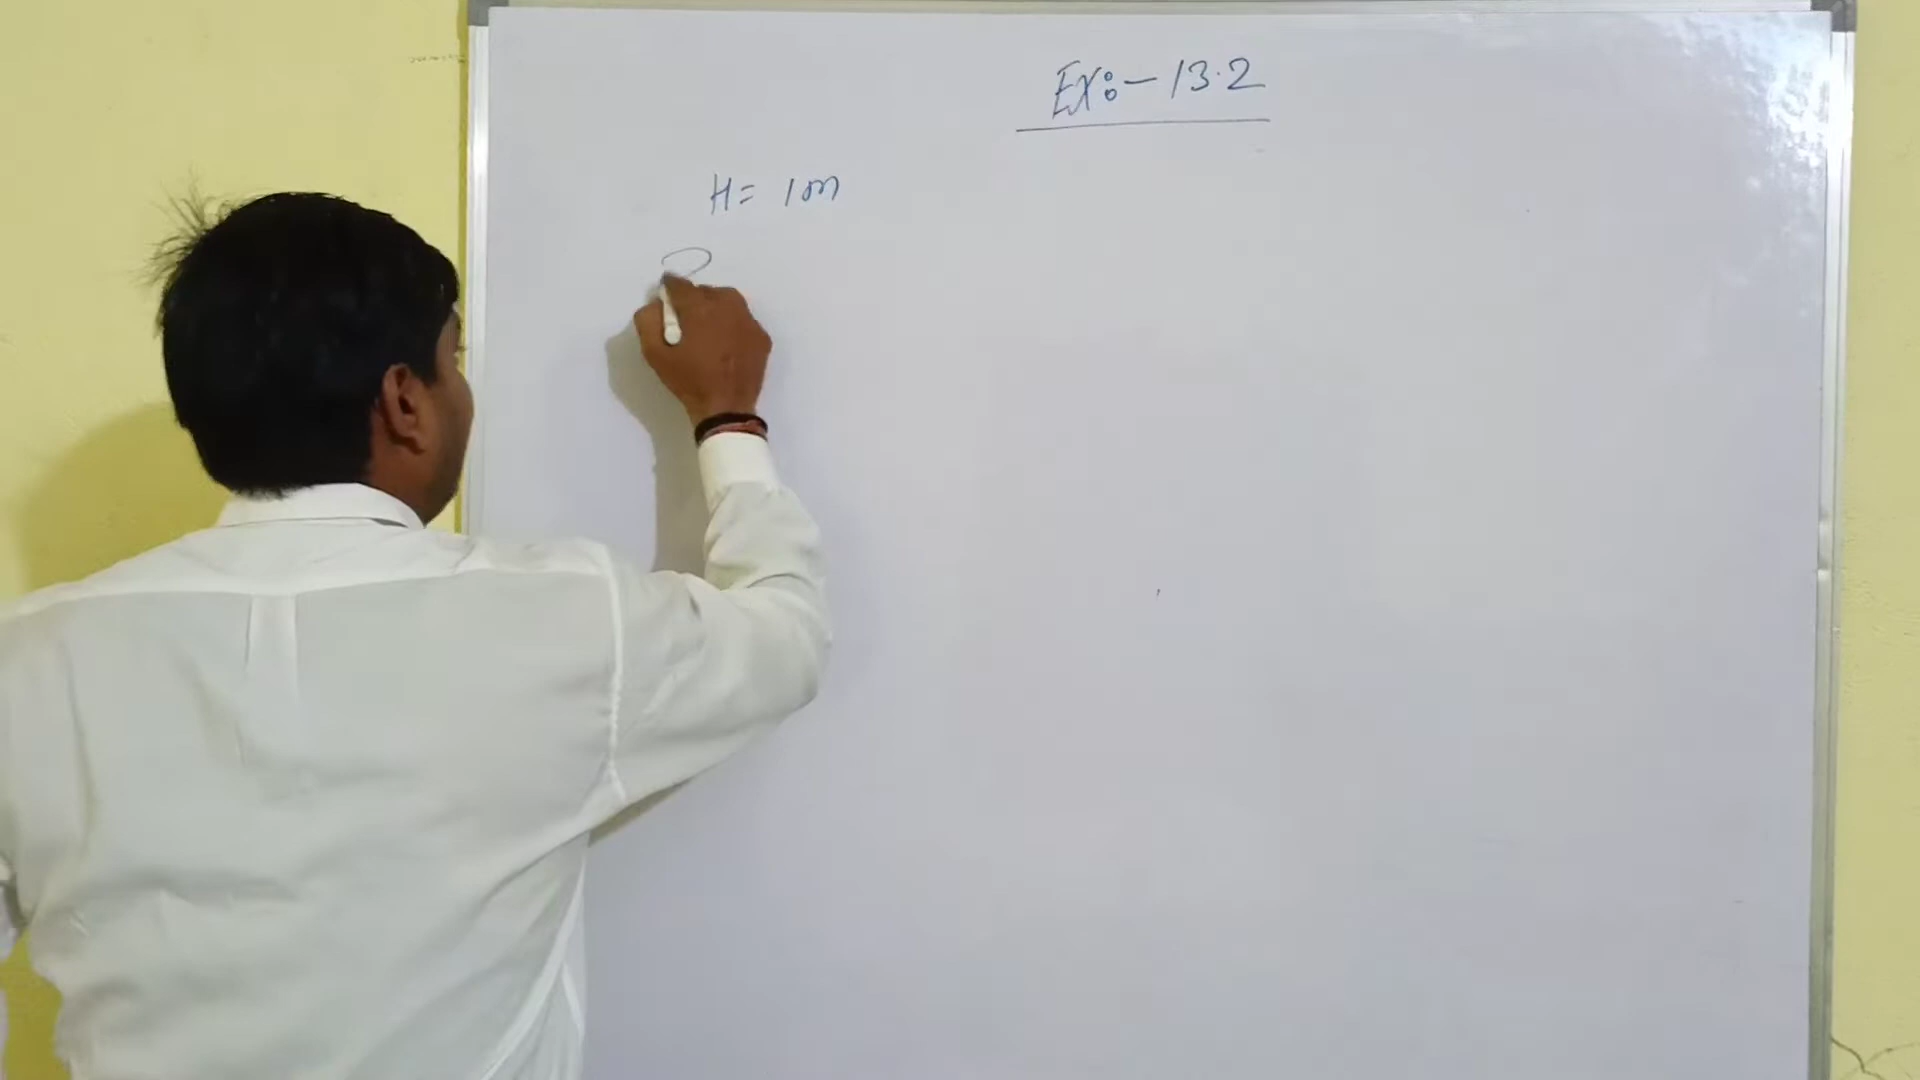 Ex:- 13.2
H = 1m